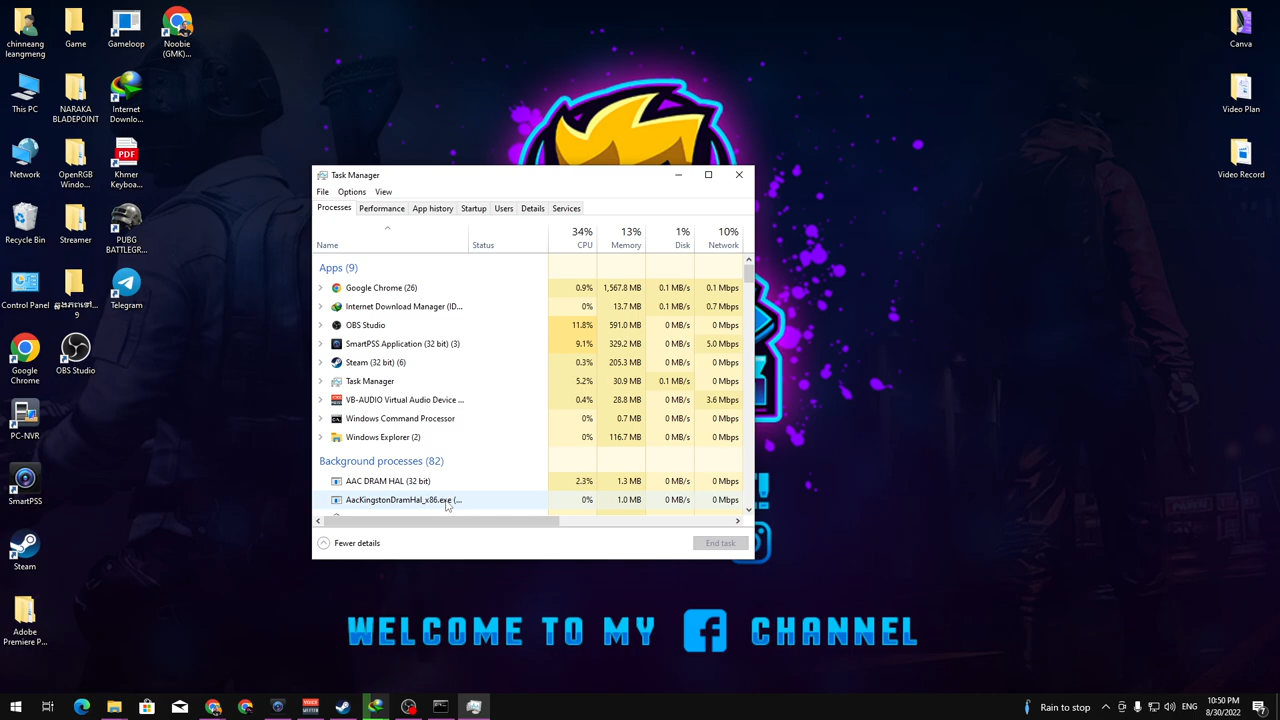 chinneang
leangmeng
Game
Gameloop
Noobie
(GMK)...
This PC
NARAKA
BLADEPOINT
Internet
Downlo...
Network
OpenRGB
Windo...
PDF
Khmer
Keyboa...
Recycle Bin
Streamer
PUBG
BATTLEGR...
Control Panel
9
Telegram
Google
Chrome
OBS Studio
PC-NVR
SmartPSS
Steam
Adobe
Premiere P...
Canva
Video Plan
Video Record
Task Manager
File Options View
Processes Performance App history Startup Users Details Services
34% 13% 1% 10%
Name Status CPU Memory Disk Network
Apps (9)
Google Chrome (26) 0.9% 1,567.8 MB 0.1 MB/s 0.1 Mbps
Internet Download Manager (ID... 0% 13.7 MB 0.1 MB/s 0.7 Mbps
OBS Studio 11.8% 591.0 MB 0 MB/s 0 Mbps
SmartPSS Application (32 bit) (3) 9.1% 329.2 MB 0 MB/s 5.0 Mbps
Steam (32 bit) (6) 0.3% 205.3 MB 0 MB/s 0 Mbps
Task Manager 5.2% 30.9 MB 0.1 MB/s 0 Mbps
VB-AUDIO Virtual Audio Device ... 0.4% 28.8 MB 0 MB/s 3.6 Mbps
Windows Command Processor 0% 0.7 MB 0 MB/s 0 Mbps
Windows Explorer (2) 0% 116.7 MB 0 MB/s 0 Mbps
Background processes (82)
AAC DRAM HAL (32 bit) 2.3% 1.3 MB 0 MB/s 0 Mbps
AacKingstonDramHal_x86.exe (... 0% 1.0 MB 0 MB/s 0 Mbps
Fewer details
End task
WELCOME TO MY f CHANNEL
Rain to stop
ENG
10:50 PM
8/30/2022